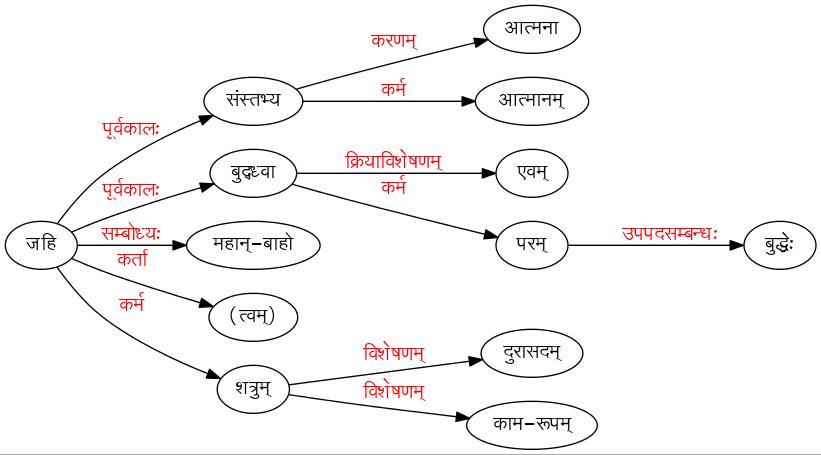 आत्मना
करणम्
संस्तभ्य
कर्म
आत्मानम्
पूर्वकालः
बुद्ध्वा
क्रियाविशेषणम्
एवम्
पूर्वकालः
कर्म
जहि
सम्बोध्यः
महान्-बाहो
परम्
उपपदसम्बन्धः
बुद्धेः
कर्ता
कर्म
(त्वम्)
विशेषणम्
दुरासदम्
शत्रुम्
विशेषणम्
काम-रूपम्